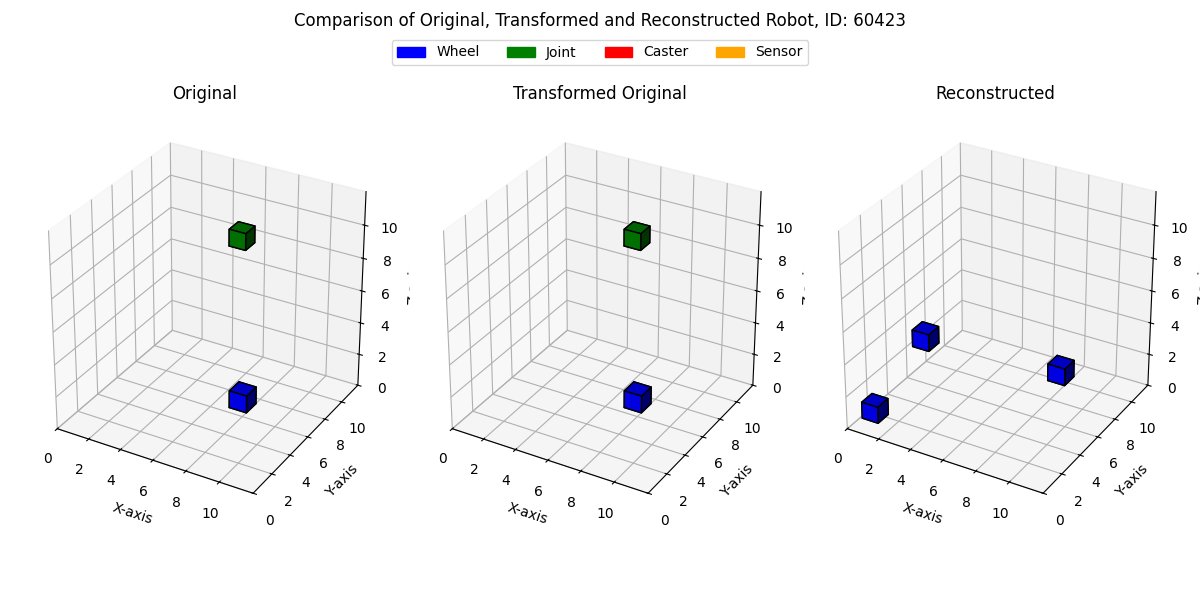 Comparison of Original, Transformed and Reconstructed Robot, ID: 60423
Wheel Joint Caster Sensor
Original Transformed Original Reconstructed
10 10 10
8 8 8
6 6 6
4 4 4
2 2 2
0 0 0
0 2 4 6 8 10 0 2 4 6 8 10 0 2 4 6 8 10
X-axis X-axis X-axis
0 2 4 6 8 10 0 2 4 6 8 10 0 2 4 6 8 10
Y-axis Y-axis Y-axis